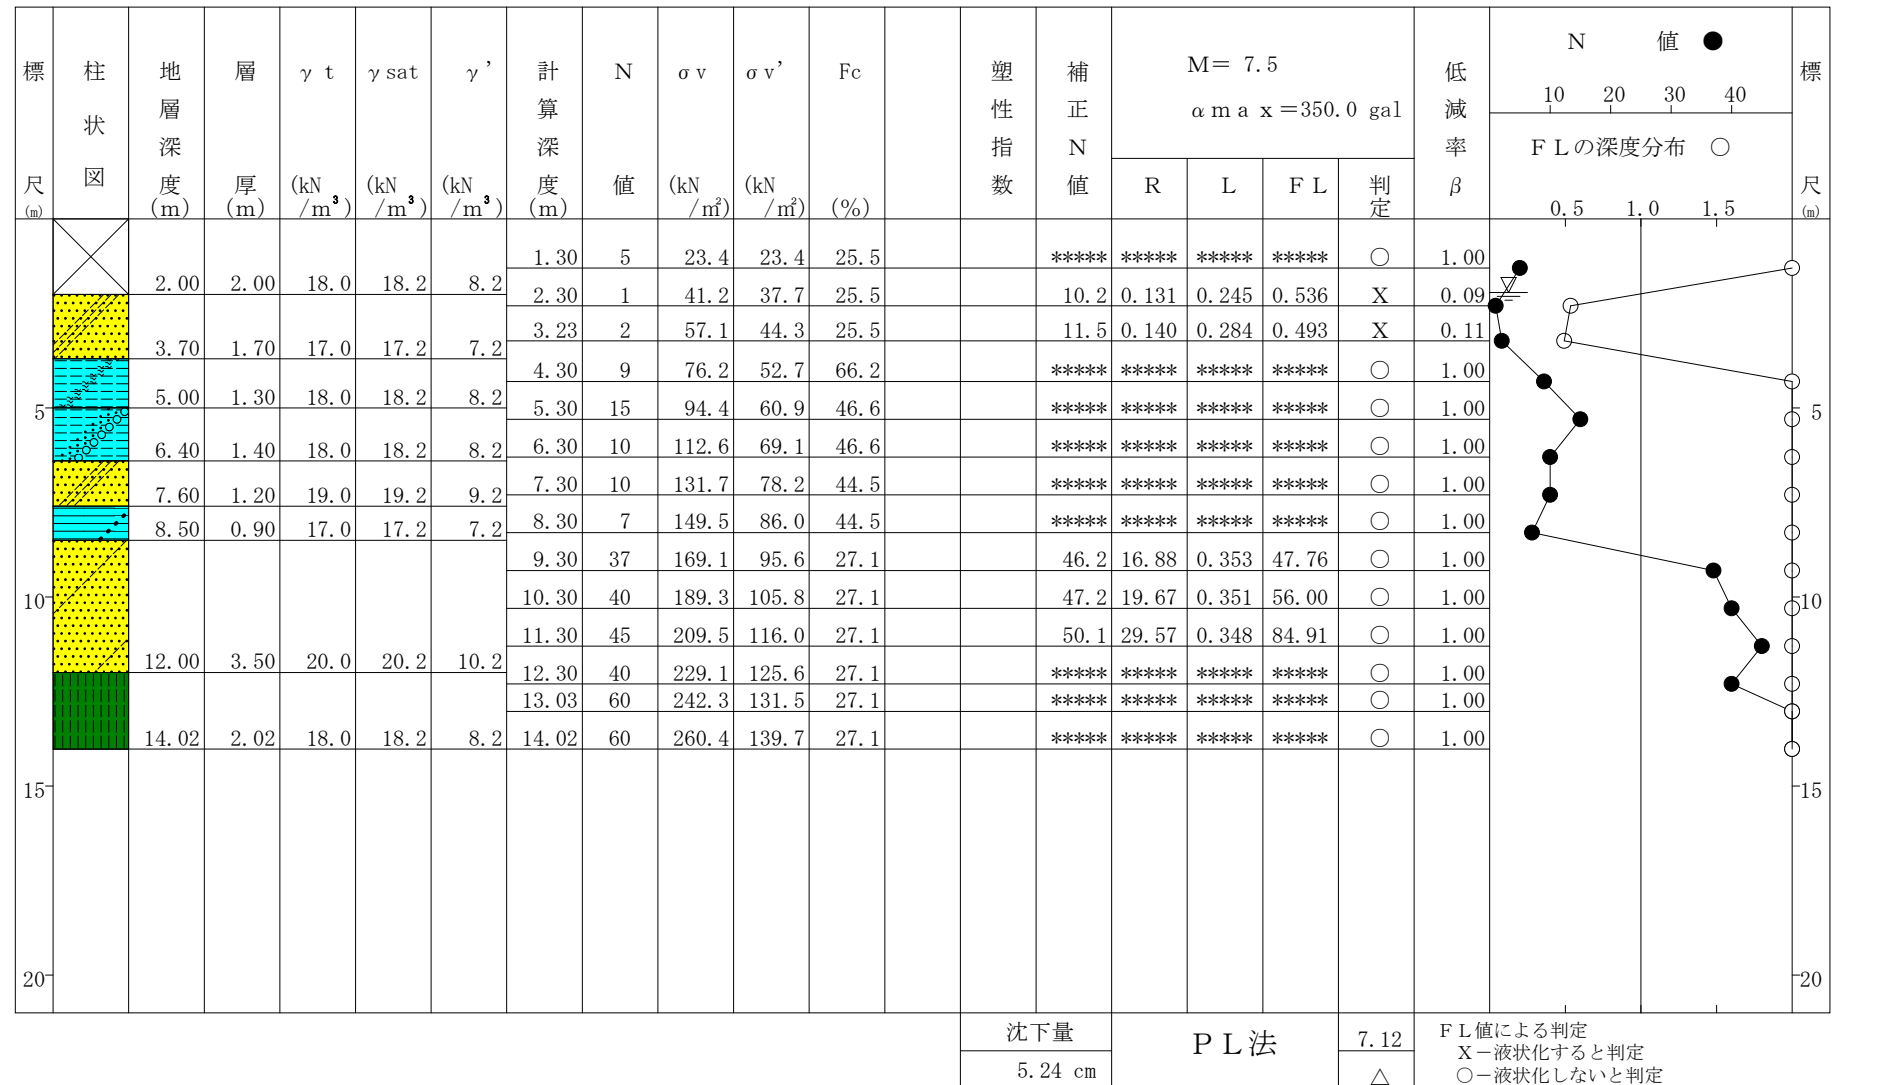 標尺(m) 柱状図 地層深度(m) 層厚(m) γt(kN/m³) γsat(kN/m³) γ'(kN/m³) 計算深度(m) N値 σv(kN/㎡) σv'(kN/㎡) Fc(%) 塑性指数 補正N値 M= 7.5 低減率β N 値 ● 標尺(m)
αmax=350.0 gal
10 20 30 40
FLの深度分布 ○
R L FL 判定
0.5 1.0 1.5
1.30 5 23.4 23.4 25.5 ***** ***** ***** ***** ○ 1.00
2.00 2.00 18.0 18.2 8.2
2.30 1 41.2 37.7 25.5 10.2 0.131 0.245 0.536 X 0.09
3.23 2 57.1 44.3 25.5 11.5 0.140 0.284 0.493 X 0.11
3.70 1.70 17.0 17.2 7.2
4.30 9 76.2 52.7 66.2 ***** ***** ***** ***** ○ 1.00
5.00 1.30 18.0 18.2 8.2
5 5.30 15 94.4 60.9 46.6 ***** ***** ***** ***** ○ 1.00 5
6.40 1.40 18.0 18.2 8.2 6.30 10 112.6 69.1 46.6 ***** ***** ***** ***** ○ 1.00
7.30 10 131.7 78.2 44.5 ***** ***** ***** ***** ○ 1.00
7.60 1.20 19.0 19.2 9.2
8.30 7 149.5 86.0 44.5 ***** ***** ***** ***** ○ 1.00
8.50 0.90 17.0 17.2 7.2
9.30 37 169.1 95.6 27.1 46.2 16.88 0.353 47.76 ○ 1.00
10 10.30 40 189.3 105.8 27.1 47.2 19.67 0.351 56.00 ○ 1.00 10
11.30 45 209.5 116.0 27.1 50.1 29.57 0.348 84.91 ○ 1.00
12.00 3.50 20.0 20.2 10.2
12.30 40 229.1 125.6 27.1 ***** ***** ***** ***** ○ 1.00
13.03 60 242.3 131.5 27.1 ***** ***** ***** ***** ○ 1.00
14.02 2.02 18.0 18.2 8.2 14.02 60 260.4 139.7 27.1 ***** ***** ***** ***** ○ 1.00
15 15
20 20
沈下量 PL法 7.12 FL値による判定
5.24 cm △ X−液状化すると判定
○−液状化しないと判定